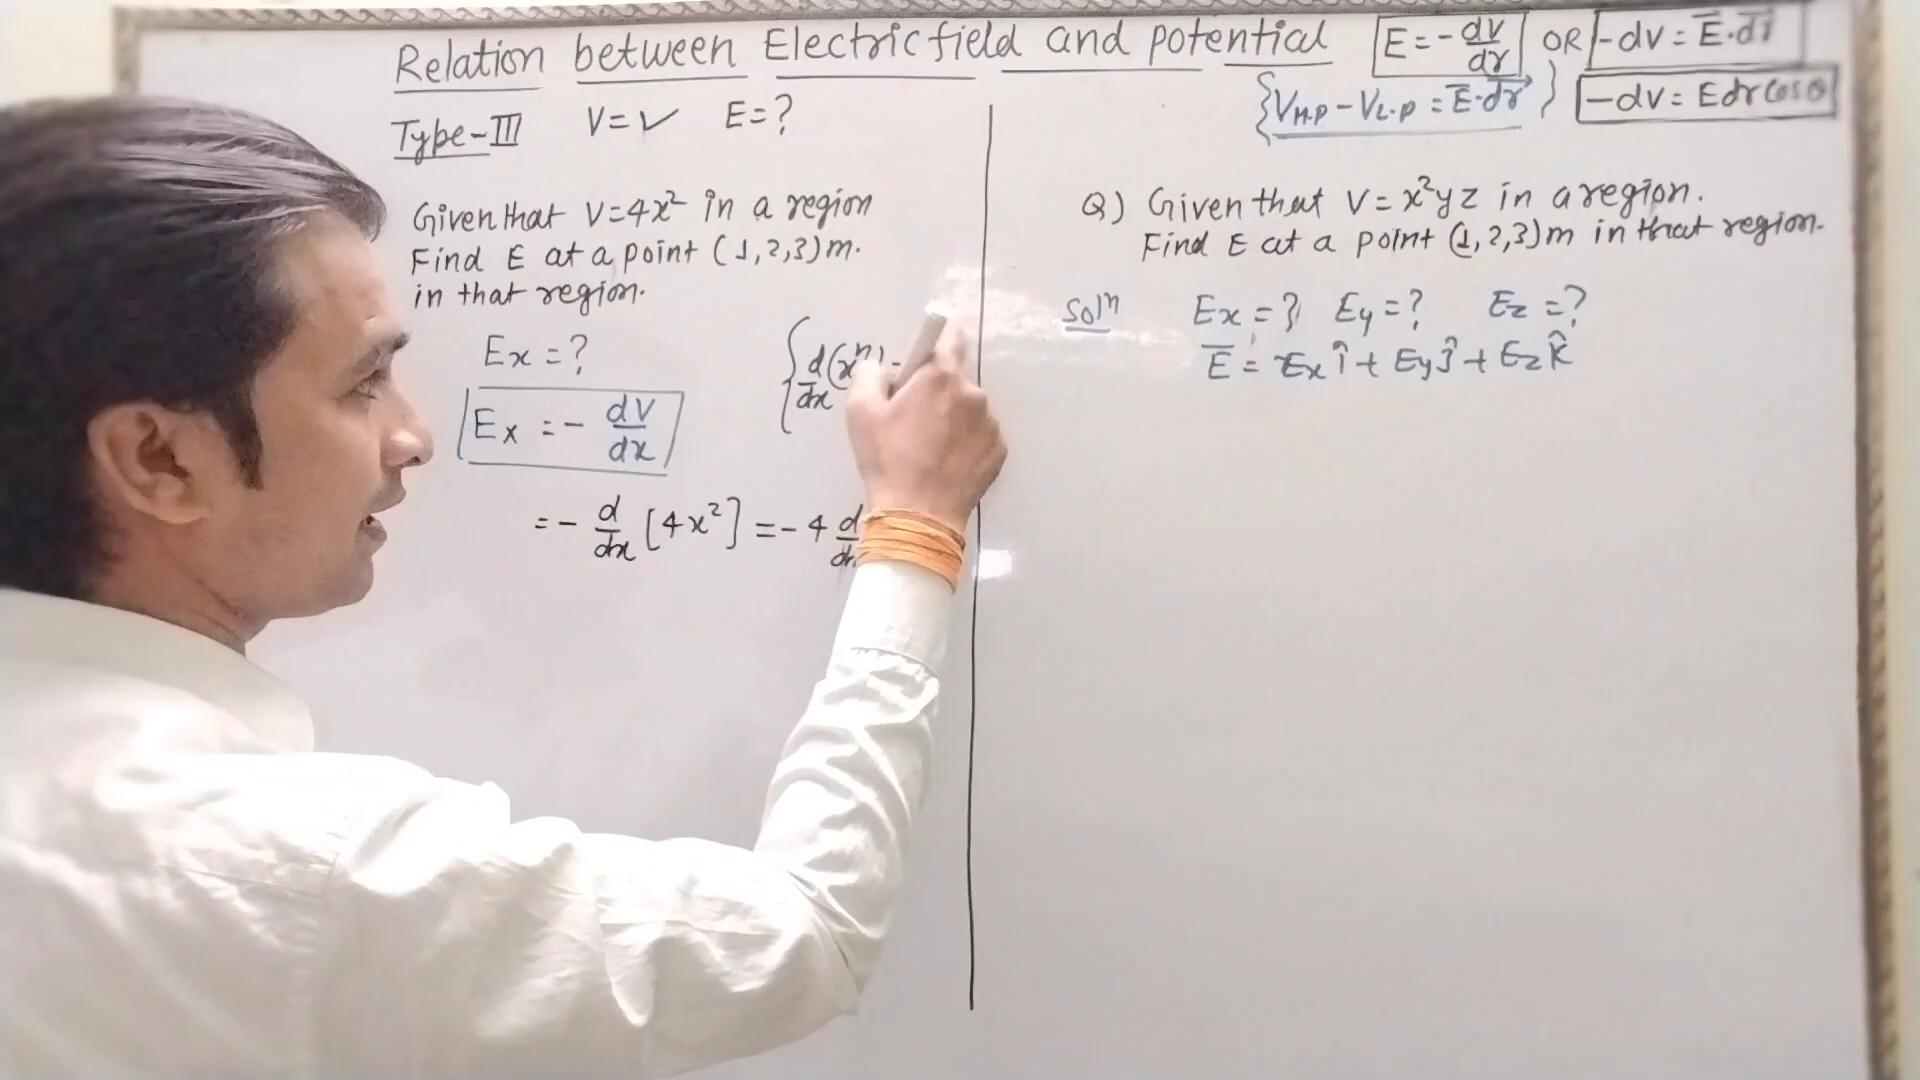 Relation between Electric field and potential E = - dV/dr OR -dv = E⃗·dr⃗
{V_H.P - V_L.P = E⃗·dr⃗} -dv = Edr cosθ
Type-III V=✓ E=?
Given that V=4x² in a region
Find E at a point (1,2,3)m.
in that region.
Ex = ?
{d/dx (xⁿ) -
Ex = - dV/dx
= - d/dx [4x²] = - 4
Q) Given that V = x²yz in a region.
Find E at a point (1,2,3)m in that region.
Solⁿ Ex = ? Ey = ? Ez = ?
E̅ = Ex î + Ey ĵ + Ez k̂